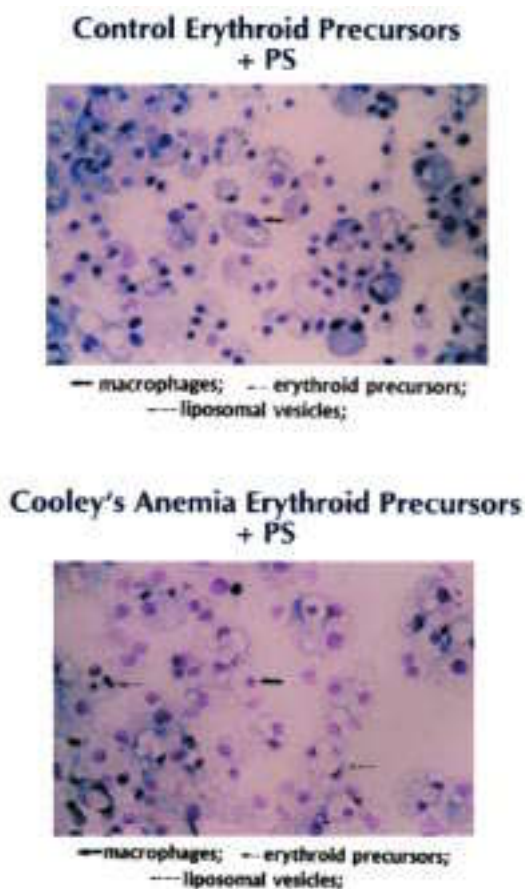 Control Erythroid Precursors
+ PS
macrophages; erythroid precursors;
liposomal vesicles;
Cooley's Anemia Erythroid Precursors
+ PS
macrophages; erythroid precursors;
liposomal vesicles;